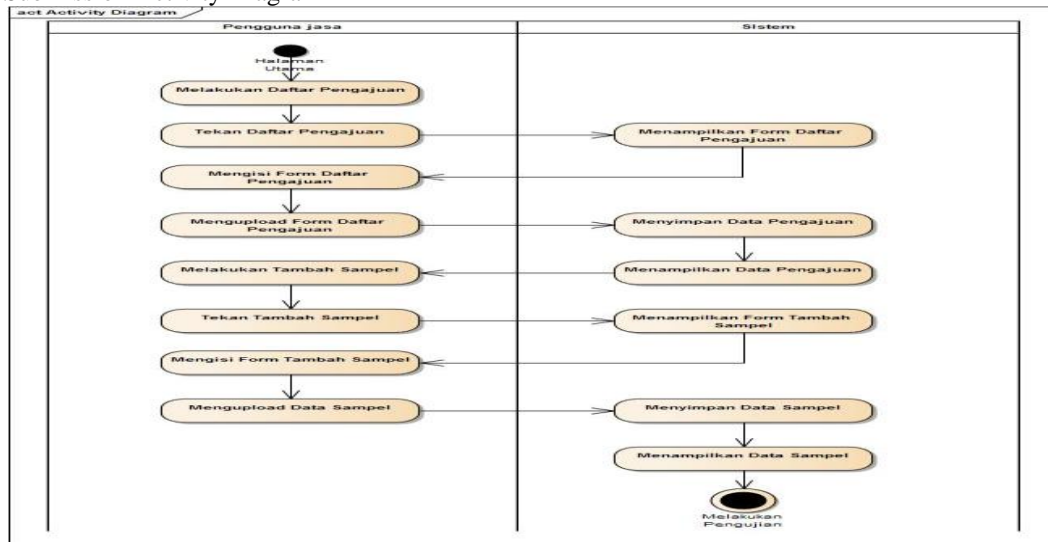 act Activity Diagram
Pengguna jasa
Sistem
Halaman
Utama
Melakukan Daftar Pengajuan
Tekan Daftar Pengajuan
Menampilkan Form Daftar
Pengajuan
Mengisi Form Daftar
Pengajuan
Mengupload Form Daftar
Pengajuan
Menyimpan Data Pengajuan
Melakukan Tambah Sampel
Menampilkan Data Pengajuan
Tekan Tambah Sampel
Menampilkan Form Tambah
Sampel
Mengisi Form Tambah Sampel
Mengupload Data Sampel
Menyimpan Data Sampel
Menampilkan Data Sampel
Melakukan
Pengujian